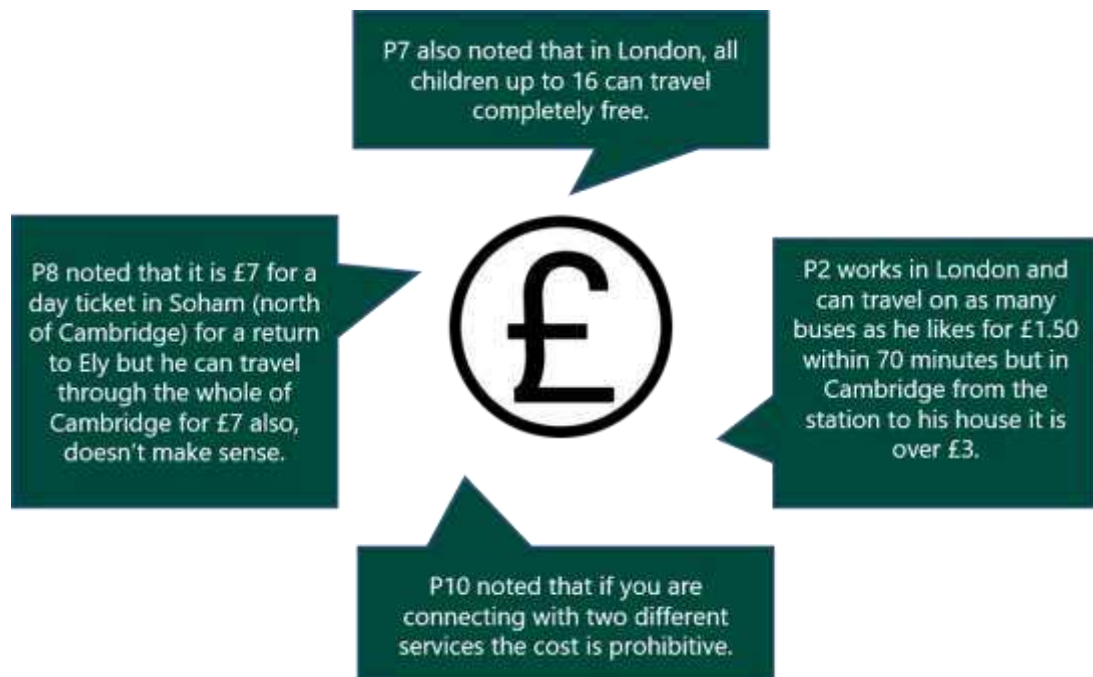 P7 also noted that in London, all
children up to 16 can travel
completely free.
P8 noted that it is £7 for a
day ticket in Soham (north
of Cambridge) for a return
to Ely but he can travel
through the whole of
Cambridge for £7 also,
doesn't make sense.
£
P2 works in London and
can travel on as many
buses as he likes for £1.50
within 70 minutes but in
Cambridge from the
station to his house it is
over £3.
P10 noted that if you are
connecting with two different
services the cost is prohibitive.